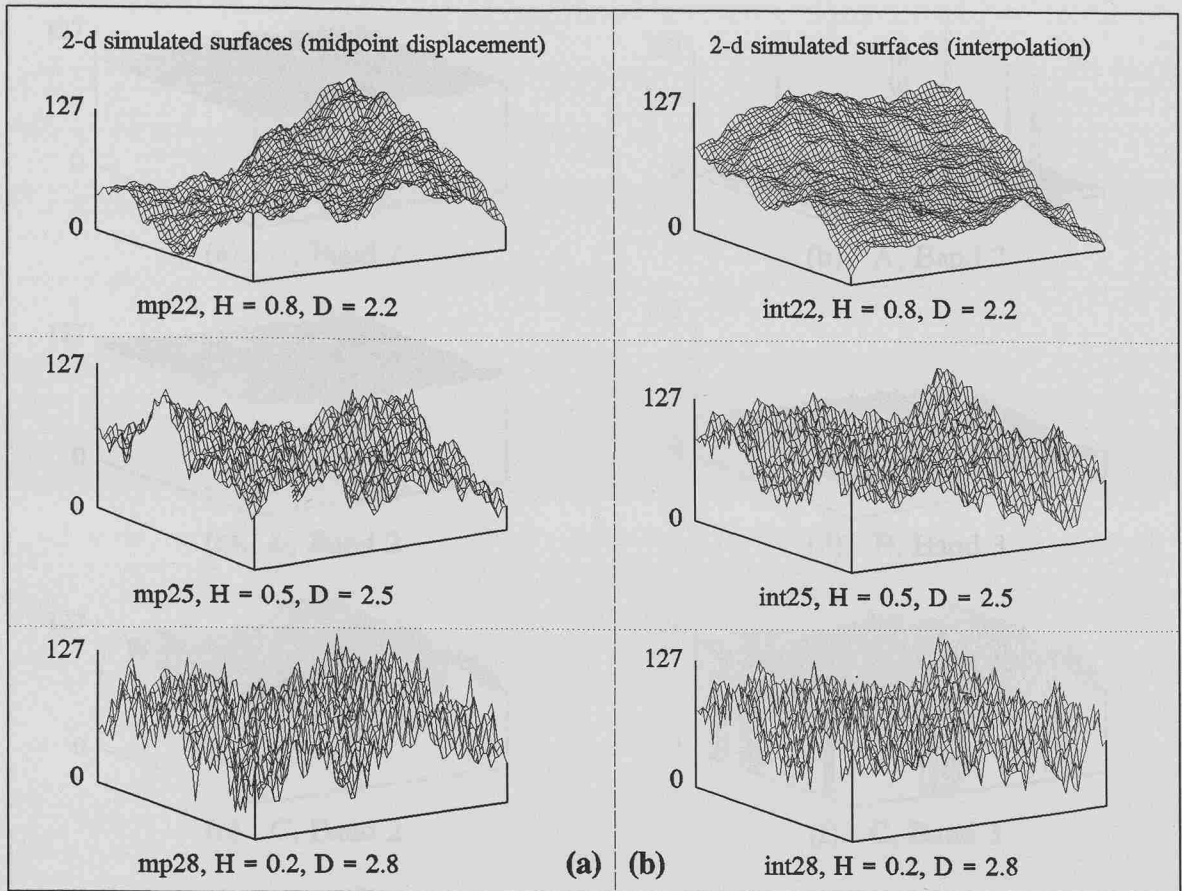 2-d simulated surfaces (midpoint displacement)
127
0
mp22, H = 0.8, D = 2.2
127
0
mp25, H = 0.5, D = 2.5
127
0
mp28, H = 0.2, D = 2.8
(a)
2-d simulated surfaces (interpolation)
127
0
int22, H = 0.8, D = 2.2
127
0
int25, H = 0.5, D = 2.5
127
0
int28, H = 0.2, D = 2.8
(b)